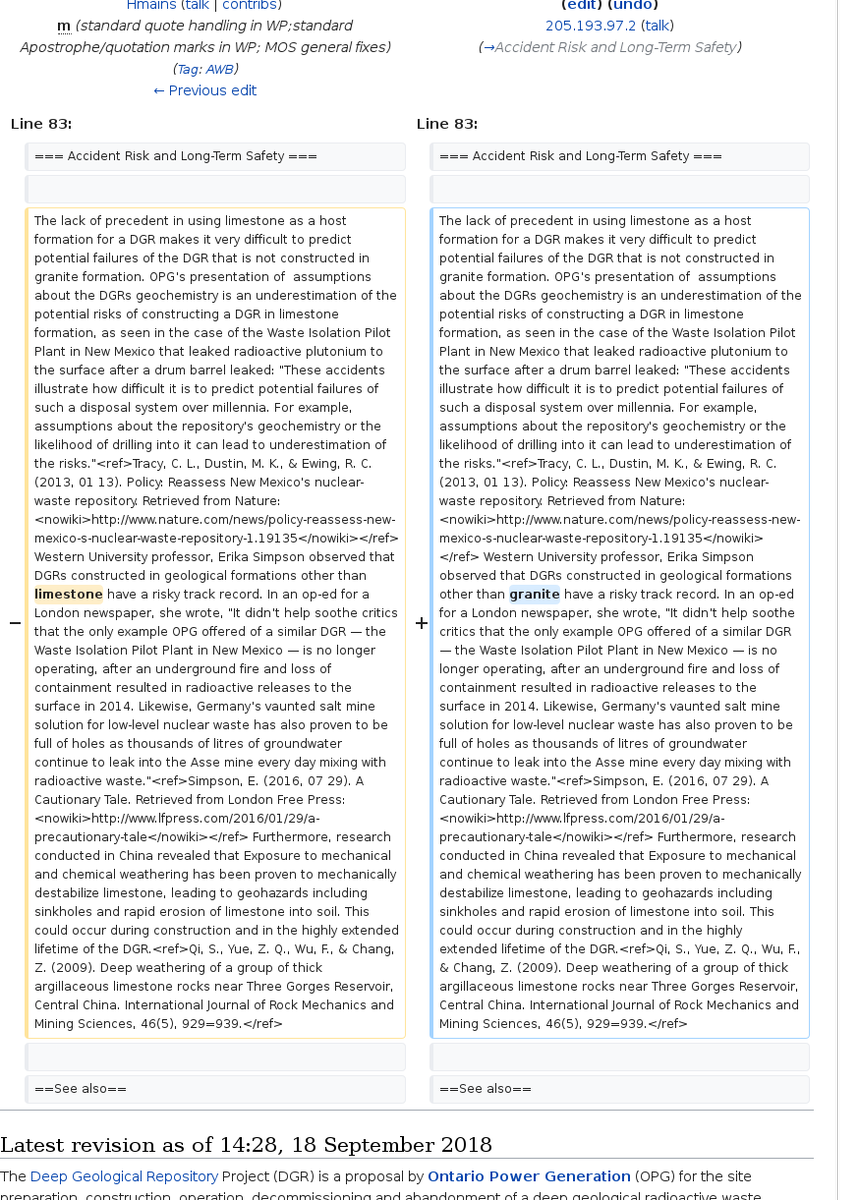 Hmains (talk | contribs)
m (standard quote handling in WP;standard
Apostrophe/quotation marks in WP; MOS general fixes)
(Tag: AWB)
← Previous edit
(edit) (undo)
205.193.97.2 (talk)
(→Accident Risk and Long-Term Safety)
Line 83:
=== Accident Risk and Long-Term Safety ===
The lack of precedent in using limestone as a host
formation for a DGR makes it very difficult to predict
potential failures of the DGR that is not constructed in
granite formation. OPG's presentation of  assumptions
about the DGRs geochemistry is an underestimation of the
potential risks of constructing a DGR in limestone
formation, as seen in the case of the Waste Isolation Pilot
Plant in New Mexico that leaked radioactive plutonium to
the surface after a drum barrel leaked: "These accidents
illustrate how difficult it is to predict potential failures of
such a disposal system over millennia. For example,
assumptions about the repository's geochemistry or the
likelihood of drilling into it can lead to underestimation of
the risks."<ref>Tracy, C. L., Dustin, M. K., & Ewing, R. C.
(2013, 01 13). Policy: Reassess New Mexico's nuclear-
waste repository. Retrieved from Nature:
<nowiki>http://www.nature.com/news/policy-reassess-new-
mexico-s-nuclear-waste-repository-1.19135</nowiki></ref>
Western University professor, Erika Simpson observed that
DGRs constructed in geological formations other than
limestone have a risky track record. In an op-ed for a
London newspaper, she wrote, "It didn't help soothe critics
− that the only example OPG offered of a similar DGR — the
Waste Isolation Pilot Plant in New Mexico — is no longer
operating, after an underground fire and loss of
containment resulted in radioactive releases to the
surface in 2014. Likewise, Germany's vaunted salt mine
solution for low-level nuclear waste has also proven to be
full of holes as thousands of litres of groundwater
continue to leak into the Asse mine every day mixing with
radioactive waste."<ref>Simpson, E. (2016, 07 29). A
Cautionary Tale. Retrieved from London Free Press:
<nowiki>http://www.lfpress.com/2016/01/29/a-
precautionary-tale</nowiki></ref> Furthermore, research
conducted in China revealed that Exposure to mechanical
and chemical weathering has been proven to mechanically
destabilize limestone, leading to geohazards including
sinkholes and rapid erosion of limestone into soil. This
could occur during construction and in the highly extended
lifetime of the DGR.<ref>Qi, S., Yue, Z. Q., Wu, F., & Chang,
Z. (2009). Deep weathering of a group of thick
argillaceous limestone rocks near Three Gorges Reservoir,
Central China. International Journal of Rock Mechanics and
Mining Sciences, 46(5), 929=939.</ref>
==See also==
Line 83:
=== Accident Risk and Long-Term Safety ===
The lack of precedent in using limestone as a host
formation for a DGR makes it very difficult to predict
potential failures of the DGR that is not constructed in
granite formation. OPG's presentation of  assumptions
about the DGRs geochemistry is an underestimation of the
potential risks of constructing a DGR in limestone
formation, as seen in the case of the Waste Isolation Pilot
Plant in New Mexico that leaked radioactive plutonium to
the surface after a drum barrel leaked: "These accidents
illustrate how difficult it is to predict potential failures of
such a disposal system over millennia. For example,
assumptions about the repository's geochemistry or the
likelihood of drilling into it can lead to underestimation of
the risks."<ref>Tracy, C. L., Dustin, M. K., & Ewing, R. C.
(2013, 01 13). Policy: Reassess New Mexico's nuclear-
waste repository. Retrieved from Nature:
<nowiki>http://www.nature.com/news/policy-reassess-new-
mexico-s-nuclear-waste-repository-1.19135</nowiki>
</ref> Western University professor, Erika Simpson
observed that DGRs constructed in geological formations
other than granite have a risky track record. In an op-ed
for a London newspaper, she wrote, "It didn't help soothe
+ critics that the only example OPG offered of a similar DGR
— the Waste Isolation Pilot Plant in New Mexico — is no
longer operating, after an underground fire and loss of
containment resulted in radioactive releases to the
surface in 2014. Likewise, Germany's vaunted salt mine
solution for low-level nuclear waste has also proven to be
full of holes as thousands of litres of groundwater
continue to leak into the Asse mine every day mixing with
radioactive waste."<ref>Simpson, E. (2016, 07 29). A
Cautionary Tale. Retrieved from London Free Press:
<nowiki>http://www.lfpress.com/2016/01/29/a-
precautionary-tale</nowiki></ref> Furthermore, research
conducted in China revealed that Exposure to mechanical
and chemical weathering has been proven to mechanically
destabilize limestone, leading to geohazards including
sinkholes and rapid erosion of limestone into soil. This
could occur during construction and in the highly
extended lifetime of the DGR.<ref>Qi, S., Yue, Z. Q., Wu, F.,
& Chang, Z. (2009). Deep weathering of a group of thick
argillaceous limestone rocks near Three Gorges Reservoir,
Central China. International Journal of Rock Mechanics and
Mining Sciences, 46(5), 929=939.</ref>
==See also==
Latest revision as of 14:28, 18 September 2018
The Deep Geological Repository Project (DGR) is a proposal by Ontario Power Generation (OPG) for the site
preparation, construction, operation, decommissioning and abandonment of a deep geological radioactive waste